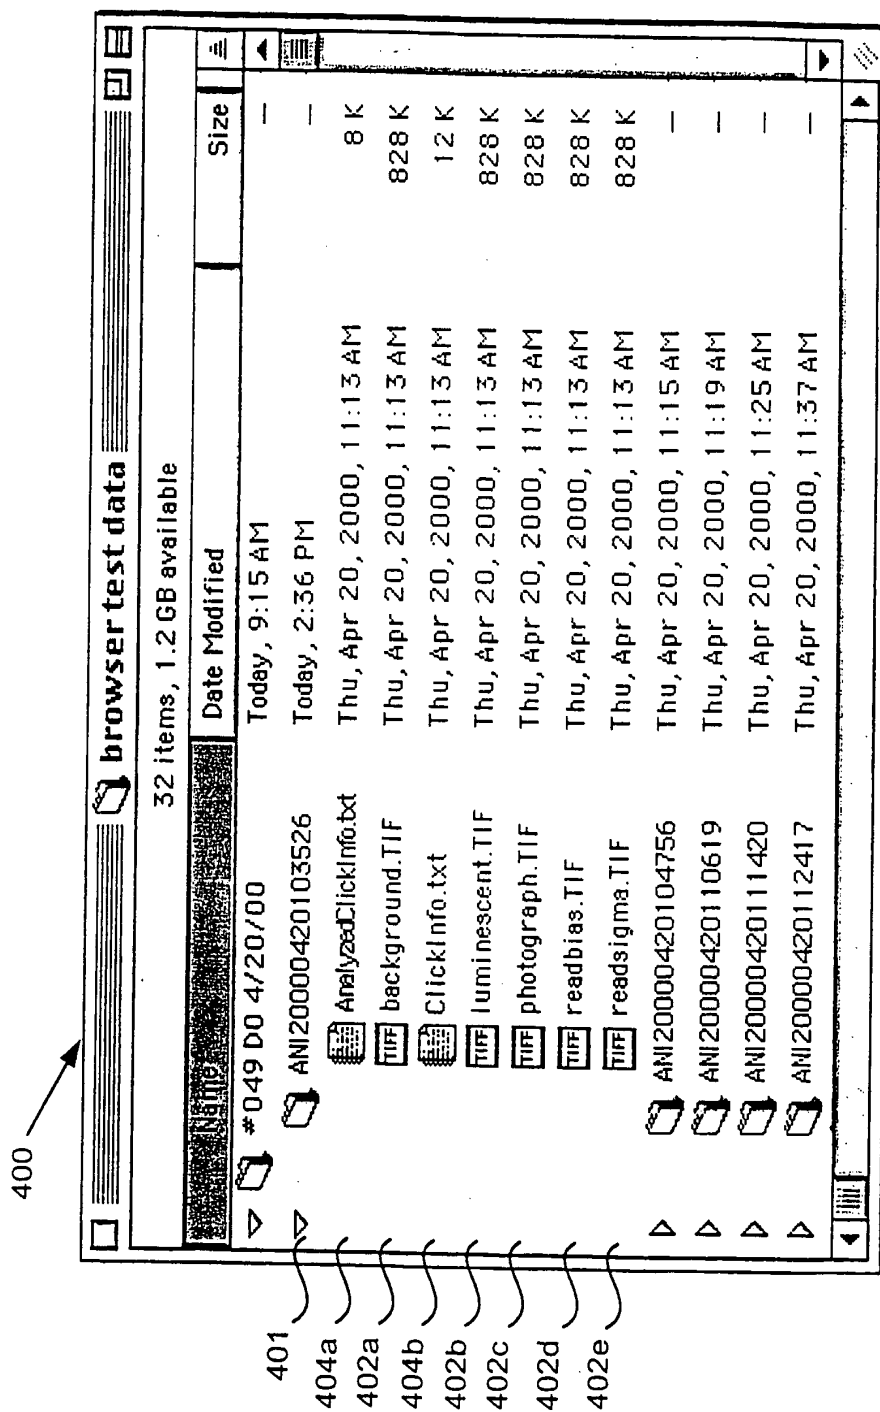 400
browser test data
32 items, 1.2 GB available
Name Date Modified Size
#049 D0 4/20/00 Today, 9:15 AM —
401 ANI20000420103526 Today, 2:36 PM —
404a AnalyzedClickInfo.txt Thu, Apr 20, 2000, 11:13 AM 8 K
402a TIFF background.TIF Thu, Apr 20, 2000, 11:13 AM 828 K
404b ClickInfo.txt Thu, Apr 20, 2000, 11:13 AM 12 K
402b TIFF luminescent.TIF Thu, Apr 20, 2000, 11:13 AM 828 K
402c TIFF photograph.TIF Thu, Apr 20, 2000, 11:13 AM 828 K
402d TIFF readbias.TIF Thu, Apr 20, 2000, 11:13 AM 828 K
402e TIFF readsigma.TIF Thu, Apr 20, 2000, 11:13 AM 828 K
ANI20000420104756 Thu, Apr 20, 2000, 11:15 AM —
ANI20000420110619 Thu, Apr 20, 2000, 11:19 AM —
ANI20000420111420 Thu, Apr 20, 2000, 11:25 AM —
ANI20000420112417 Thu, Apr 20, 2000, 11:37 AM —